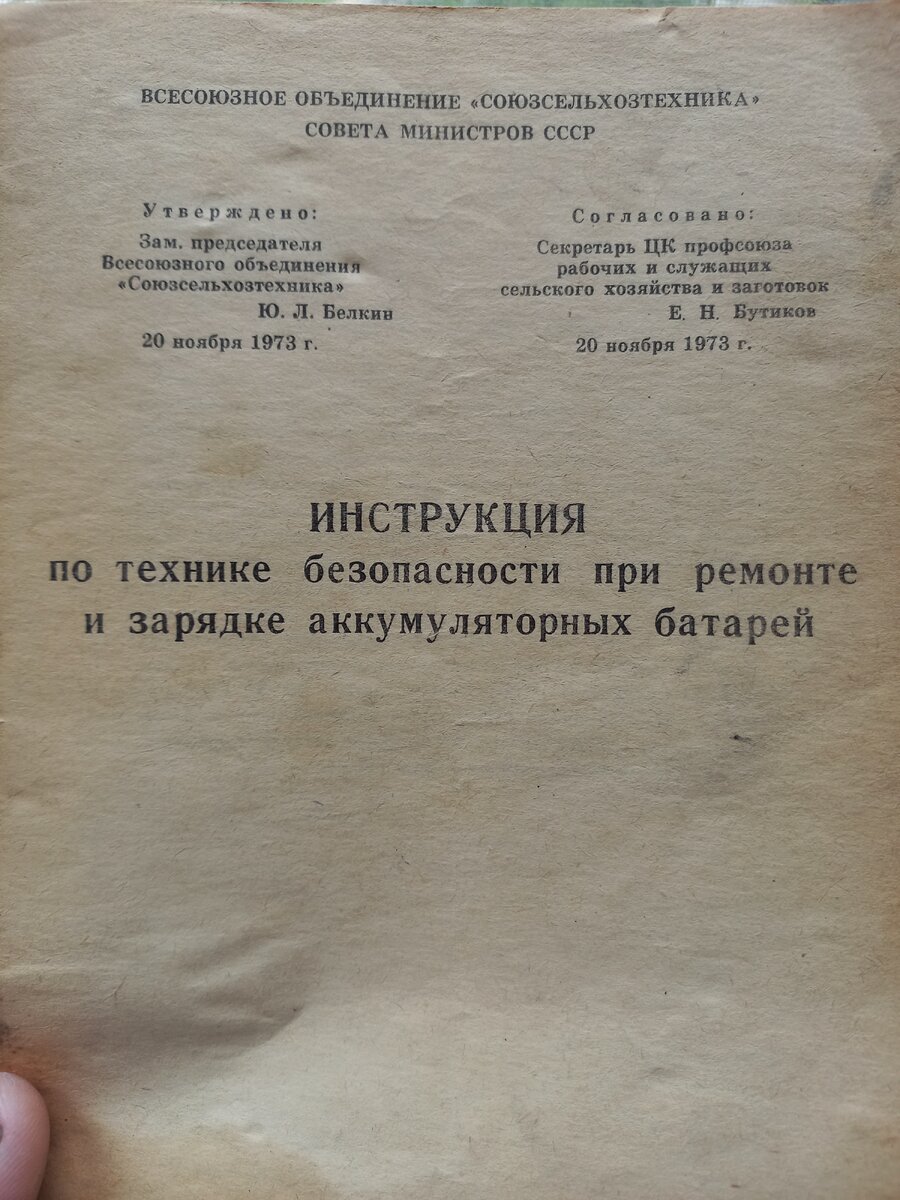 ВСЕСОЮЗНОЕ ОБЪЕДИНЕНИЕ «СОЮЗСЕЛЬХОЗТЕХНИКА»
СОВЕТА МИНИСТРОВ СССР
Утверждено:
Зам. председателя
Всесоюзного объединения
«Союзсельхозтехника»
Ю. Л. Белкин
20 ноября 1973 г.
Согласовано:
Секретарь ЦК профсоюза
рабочих и служащих
сельского хозяйства и заготовок
Е. Н. Бутиков
20 ноября 1973 г.
ИНСТРУКЦИЯ
по технике безопасности при ремонте
и зарядке аккумуляторных батарей